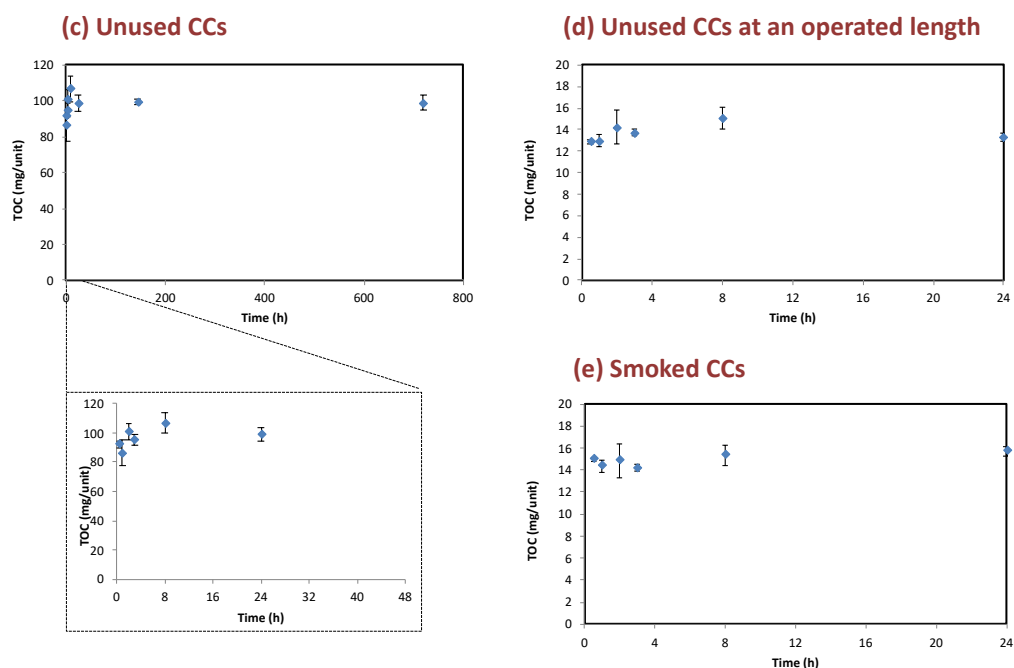 (c) Unused CCs
120
100
80
60
40
20
0
TOC (mg/unit)
0 200 400 600 800
Time (h)
120
100
80
60
40
20
0
TOC (mg/unit)
0 8 16 24 32 40 48
Time (h)
(d) Unused CCs at an operated length
20
18
16
14
12
10
8
6
4
2
0
TOC (mg/unit)
0 4 8 12 16 20 24
Time (h)
(e) Smoked CCs
20
18
16
14
12
10
8
6
4
2
0
TOC (mg/unit)
0 4 8 12 16 20 24
Time (h)